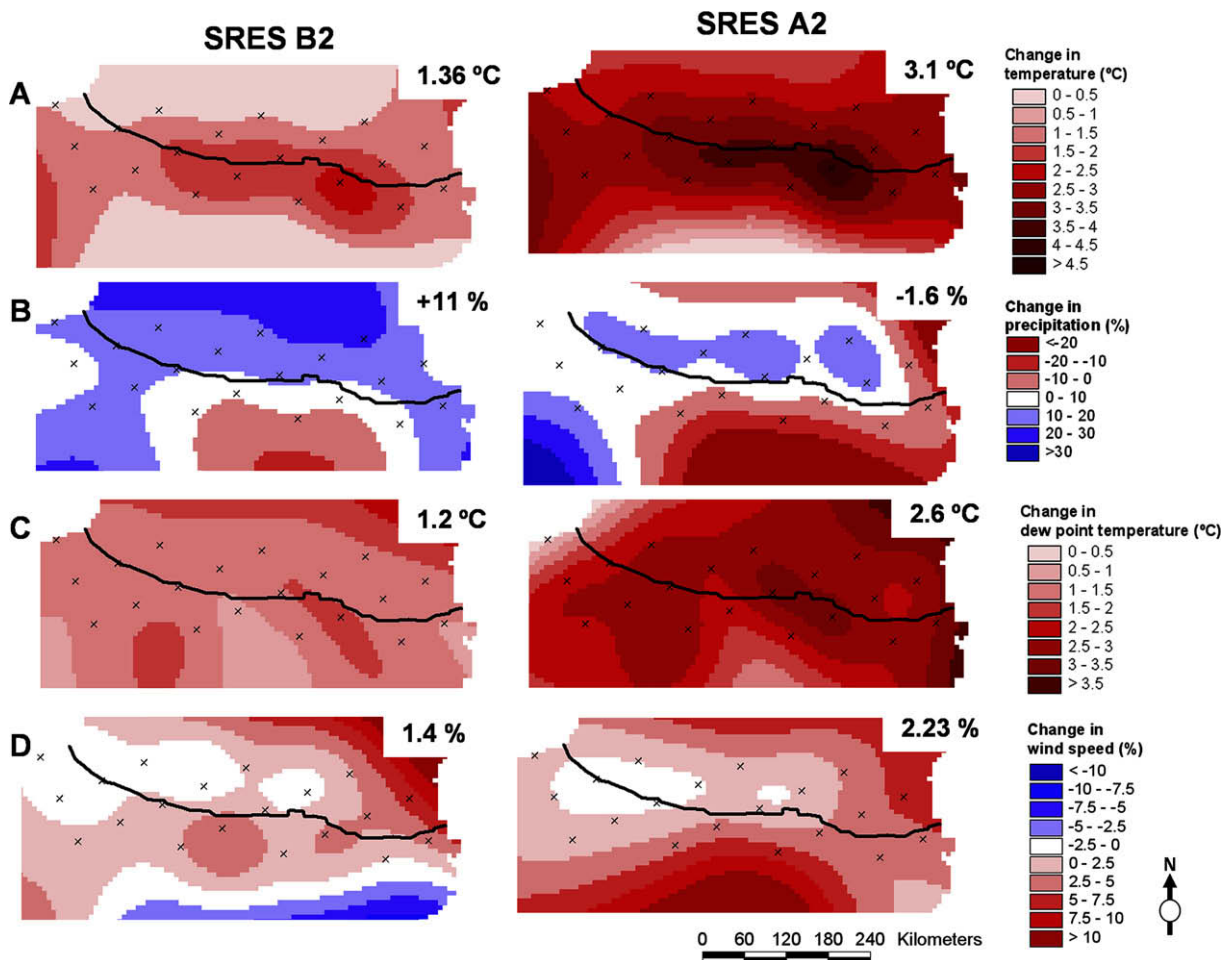 SRES B2
SRES A2
A
1.36 ºC
3.1 ºC
Change in
temperature (ºC)
0 - 0.5
0.5 - 1
1 - 1.5
1.5 - 2
2 - 2.5
2.5 - 3
3 - 3.5
3.5 - 4
4 - 4.5
> 4.5
B
+11 %
-1.6 %
Change in
precipitation (%)
<-20
-20 --10
-10 - 0
0 - 10
10 - 20
20 - 30
>30
C
1.2 ºC
2.6 ºC
Change in
dew point temperature (ºC)
0 - 0.5
0.5 - 1
1 - 1.5
1.5 - 2
2 - 2.5
2.5 - 3
3 - 3.5
> 3.5
D
1.4 %
2.23 %
Change in
wind speed (%)
< -10
-10 - -7.5
-7.5 - -5
-5 - -2.5
-2.5 - 0
0 - 2.5
2.5 - 5
5 - 7.5
7.5 - 10
> 10
N
0 60 120 180 240 Kilometers